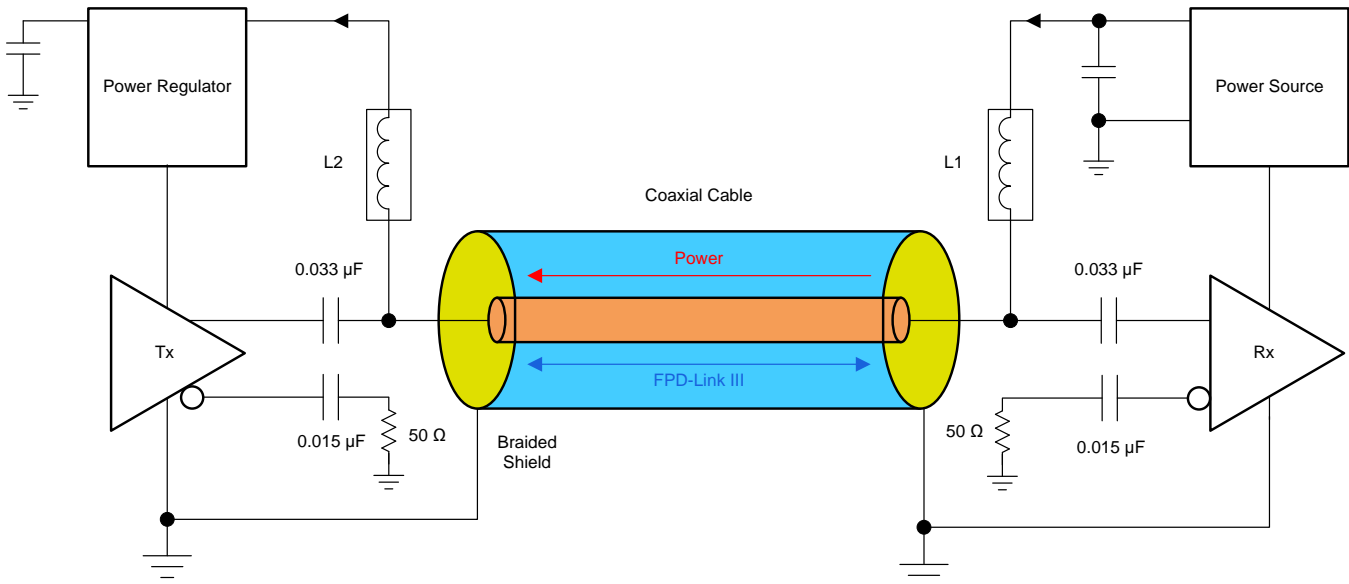 Power Regulator
Power Source
L2
L1
Coaxial Cable
Power
0.033 µF
0.033 µF
Tx
Rx
FPD-Link III
0.015 µF
50 Ω
Braided
Shield
50 Ω
0.015 µF